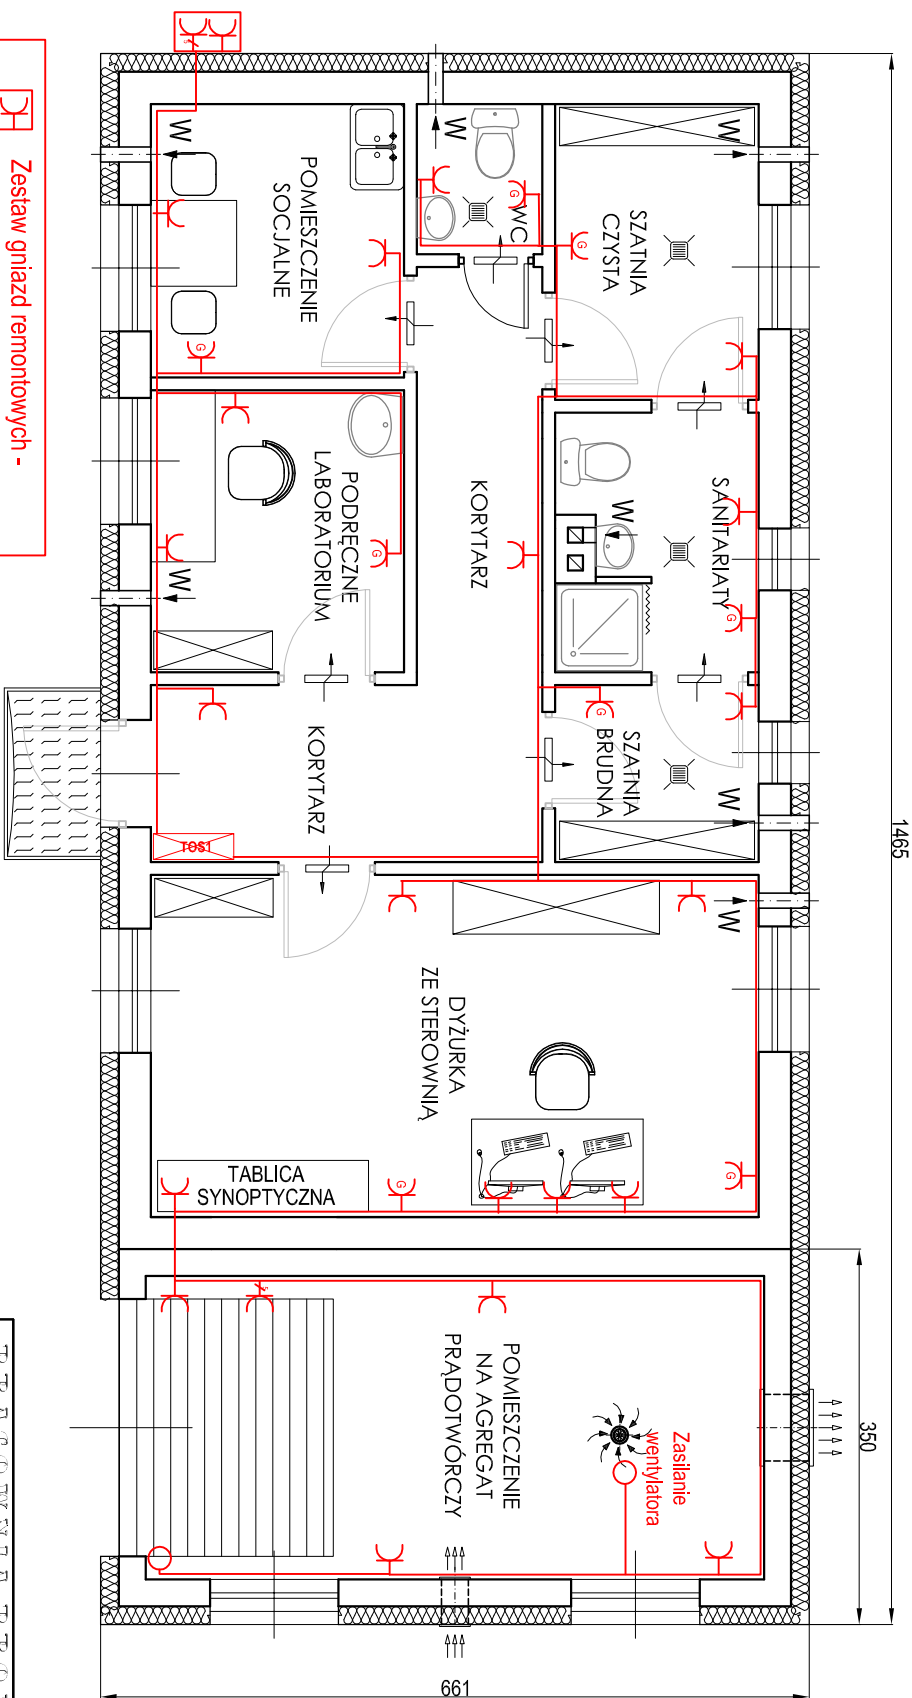 Zestaw gniazd remontowych -
W
POMIESZCZENIE
SOCJALNE
W
WC
SZATNIA
CZYSTA
W
G
G
G
PODRĘCZNE
LABORATORIUM
W
G
KORYTARZ
SANITARIATY
W
G
KORYTARZ
TOS1
SZATNIA
BRUDNA
W
G
1465
DYŻURKA
ZE STEROWNIĄ
W
G
G
TABLICA
SYNOPTYCZNA
POMIESZCZENIE
NA AGREGAT
PRĄDOTWÓRCZY
Zasilanie
wentylatora
350
661